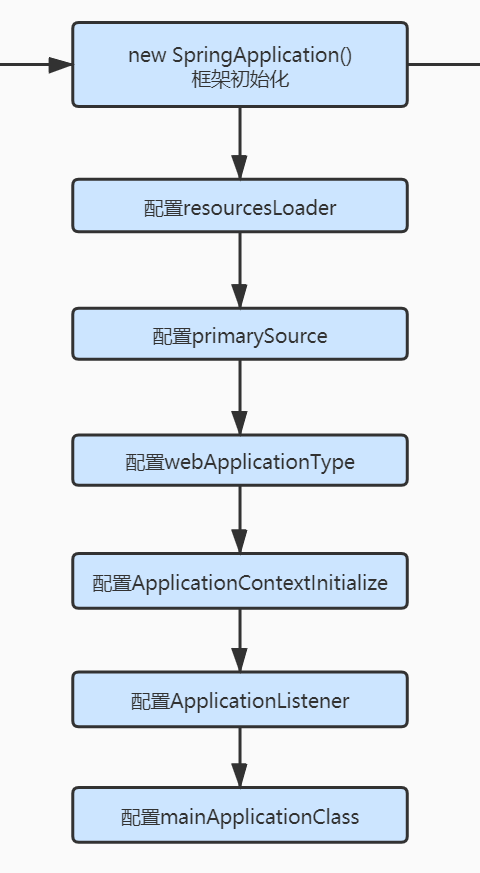 new SpringApplication()
框架初始化
配置resourcesLoader
配置primarySource
配置webApplicationType
配置ApplicationContextInitialize
配置ApplicationListener
配置mainApplicationClass